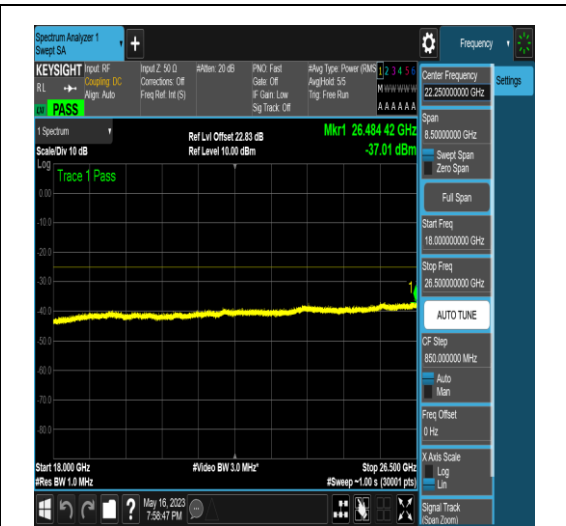 Spectrum Analyzer 1
Swept SA
+
Frequency
KEYSIGHT Input: RF
RL
Coupling: DC
Align: Auto
Input Z: 50 Ω
Corrections: Off
Freq Ref: Int (S)
#Atten: 20 dB
PNO: Fast
Gate: Off
IF Gain: Low
Sig Track: Off
#Avg Type: Power (RMS
Avg|Hold: 5/5
Trig: Free Run
1 2 3 4 5 6
M W W W W W
A A A A A A
PASS
1 Spectrum
Scale/Div 10 dB
Ref Lvl Offset 22.83 dB
Ref Level 10.00 dBm
Mkr1 26.484 42 GHz
-37.01 dBm
Log
Trace 1 Pass
0.00
-10.0
-20.0
-30.0
-40.0
-50.0
-60.0
-70.0
-80.0
1
Start 18.000 GHz
#Res BW 1.0 MHz
#Video BW 3.0 MHz*
Stop 26.500 GHz
#Sweep ~1.00 s (30001 pts)
May 16, 2023
7:58:47 PM
Center Frequency
22.250000000 GHz
Settings
Span
8.50000000 GHz
Swept Span
Zero Span
Full Span
Start Freq
18.000000000 GHz
Stop Freq
26.500000000 GHz
AUTO TUNE
CF Step
850.000000 MHz
Auto
Man
Freq Offset
0 Hz
X Axis Scale
Log
Lin
Signal Track
(Span Zoom)